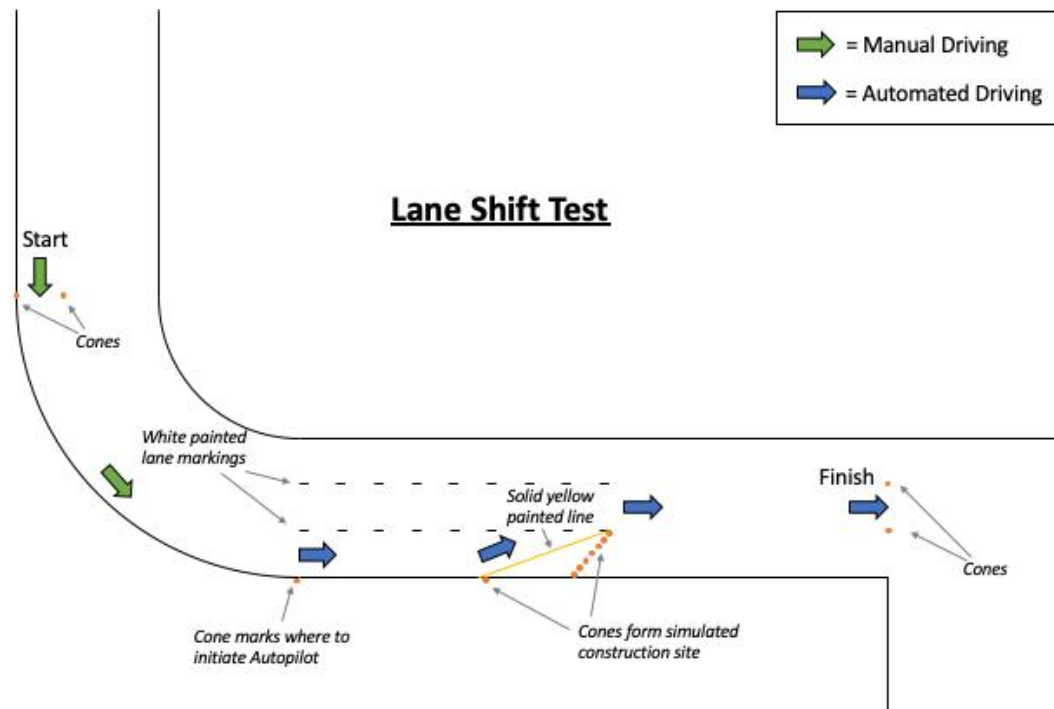 = Manual Driving
= Automated Driving
Lane Shift Test
Start
Cones
White painted
lane markings
Solid yellow
painted line
Finish
Cones
Cone marks where to
initiate Autopilot
Cones form simulated
construction site